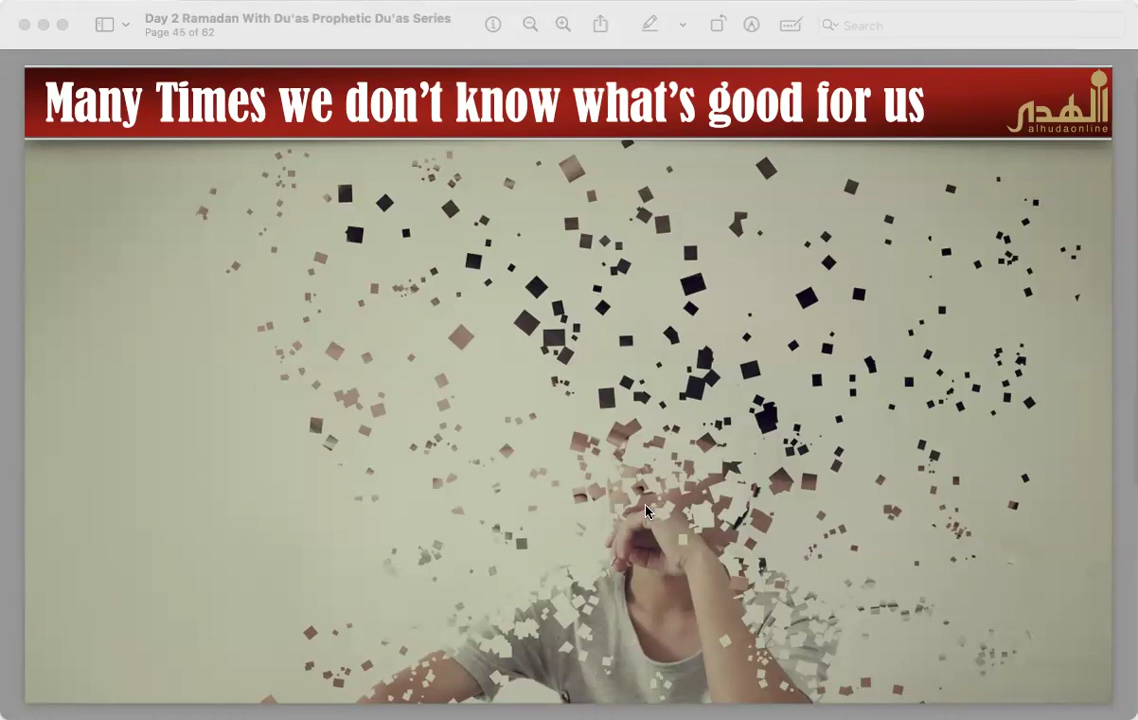 Day 2 Ramadan With Du'as Prophetic Du'as Series
Page 45 of 62
Search
Many Times we don't know what's good for us
الهدى
alhudaonline